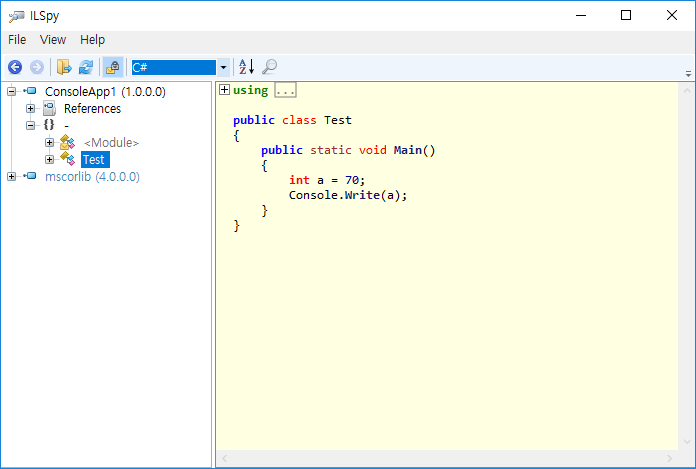 ILSpy
File View Help
C#
ConsoleApp1 (1.0.0.0)
References
{} -
<Module>
Test
mscorlib (4.0.0.0)
using ...
public class Test
{
public static void Main()
{
int a = 70;
Console.Write(a);
}
}